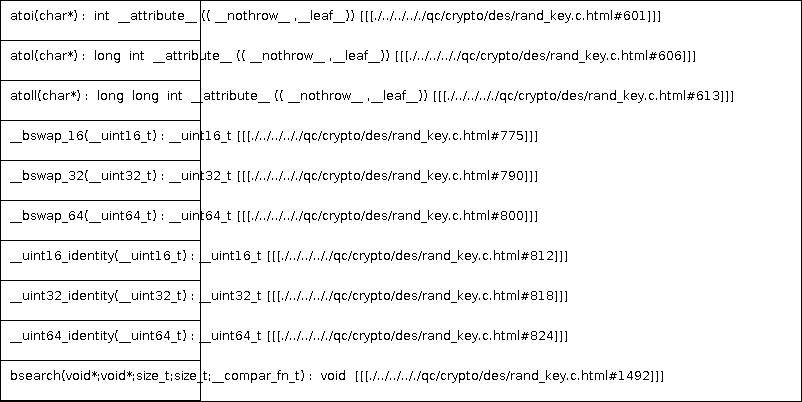 atoi(char*) : int __attribute__ (( __nothrow__ ,__leaf__)) [[[./../../../qc/crypto/des/rand_key.c.html#601]]]
atol(char*) : long int __attribute__ (( __nothrow__ ,__leaf__)) [[[./../../../qc/crypto/des/rand_key.c.html#606]]]
atoll(char*) : long long int __attribute__ (( __nothrow__ ,__leaf__)) [[[./../../../qc/crypto/des/rand_key.c.html#613]]]
__bswap_16(__uint16_t) : __uint16_t [[[./../../../qc/crypto/des/rand_key.c.html#775]]]
__bswap_32(__uint32_t) : __uint32_t [[[./../../../qc/crypto/des/rand_key.c.html#790]]]
__bswap_64(__uint64_t) : __uint64_t [[[./../../../qc/crypto/des/rand_key.c.html#800]]]
__uint16_identity(__uint16_t) : __uint16_t [[[./../../../qc/crypto/des/rand_key.c.html#812]]]
__uint32_identity(__uint32_t) : __uint32_t [[[./../../../qc/crypto/des/rand_key.c.html#818]]]
__uint64_identity(__uint64_t) : __uint64_t [[[./../../../qc/crypto/des/rand_key.c.html#824]]]
bsearch(void*;void*;size_t;size_t;__compar_fn_t) : void [[[./../../../qc/crypto/des/rand_key.c.html#1492]]]